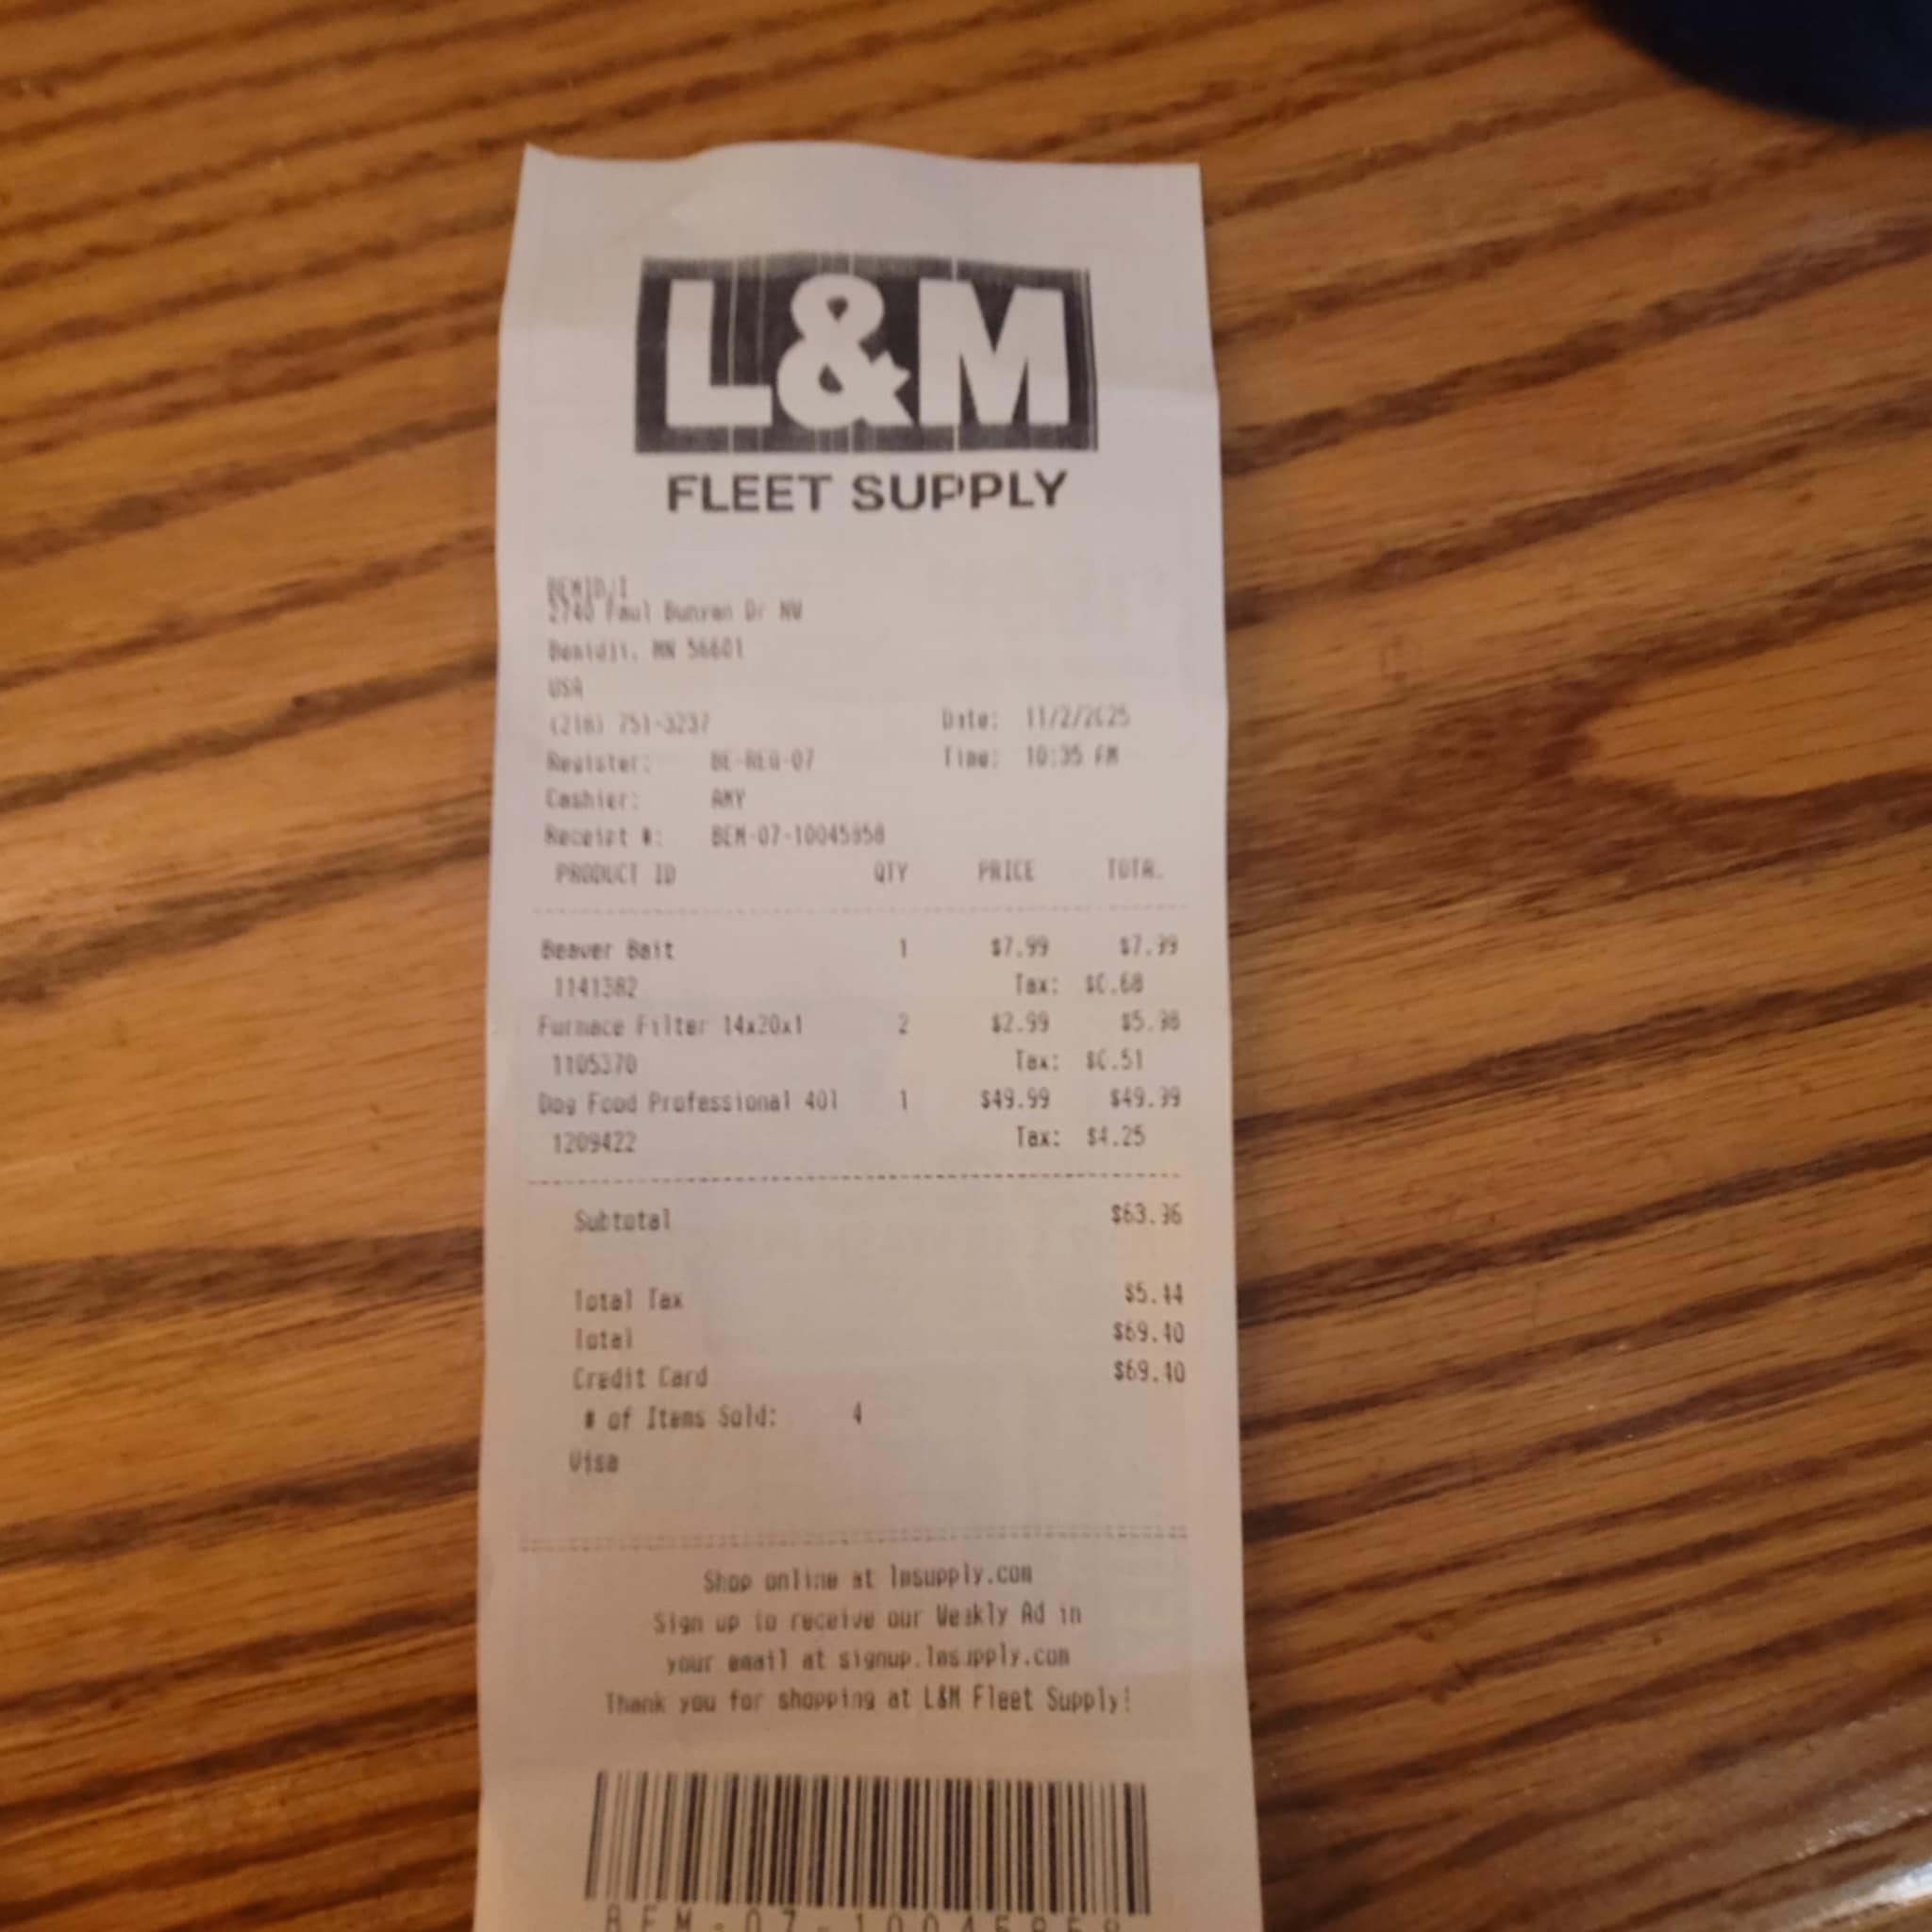 L&M
FLEET SUPPLY
BEMIDJI
2740 Paul Bunyan Dr NW
Bemidji, MN 56601
USA
(218) 751-3237 Date: 11/2/2025
Register: BE-REG-07 Time: 10:35 PM
Cashier: AMY
Receipt #: BEM-07-10045858
PRODUCT ID QTY PRICE TOTAL
Beaver Bait 1 $7.99 $7.99
1141382 Tax: $0.68
Furnace Filter 14x20x1 2 $2.99 $5.98
1105370 Tax: $0.51
Dog Food Professional 40l 1 $49.99 $49.99
1209422 Tax: $4.25
Subtotal $63.96
Total Tax $5.44
Total $69.40
Credit Card $69.40
# of Items Sold: 4
Visa
Shop online at lmsupply.com
Sign up to receive our Weekly Ad in
your email at signup.lmsupply.com
Thank you for shopping at L&M Fleet Supply!
BEM-07-10045858